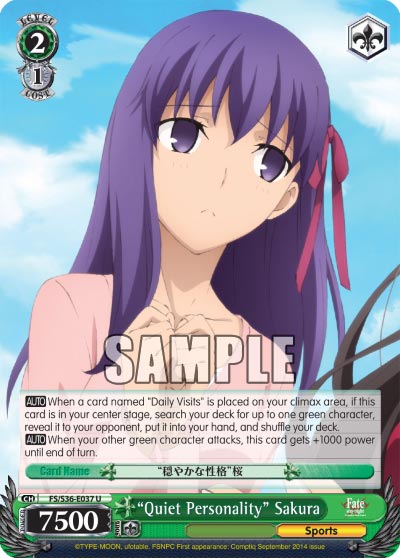 LEVEL
2
1
COST
SAMPLE
AUTO When a card named "Daily Visits" is placed on your climax area, if this
card is in your center stage, search your deck for up to one green character,
reveal it to your opponent, put it into your hand, and shuffle your deck.
AUTO When your other green character attacks, this card gets +1000 power
until end of turn.
Card Name
“穏やかな性格”桜
CH FS/S36-E037 U
POWER 7500
“Quiet Personality” Sakura
Fate
Sports
©TYPE-MOON, ufotable, FSNPC First appearance: Comptiq September 2014 issue